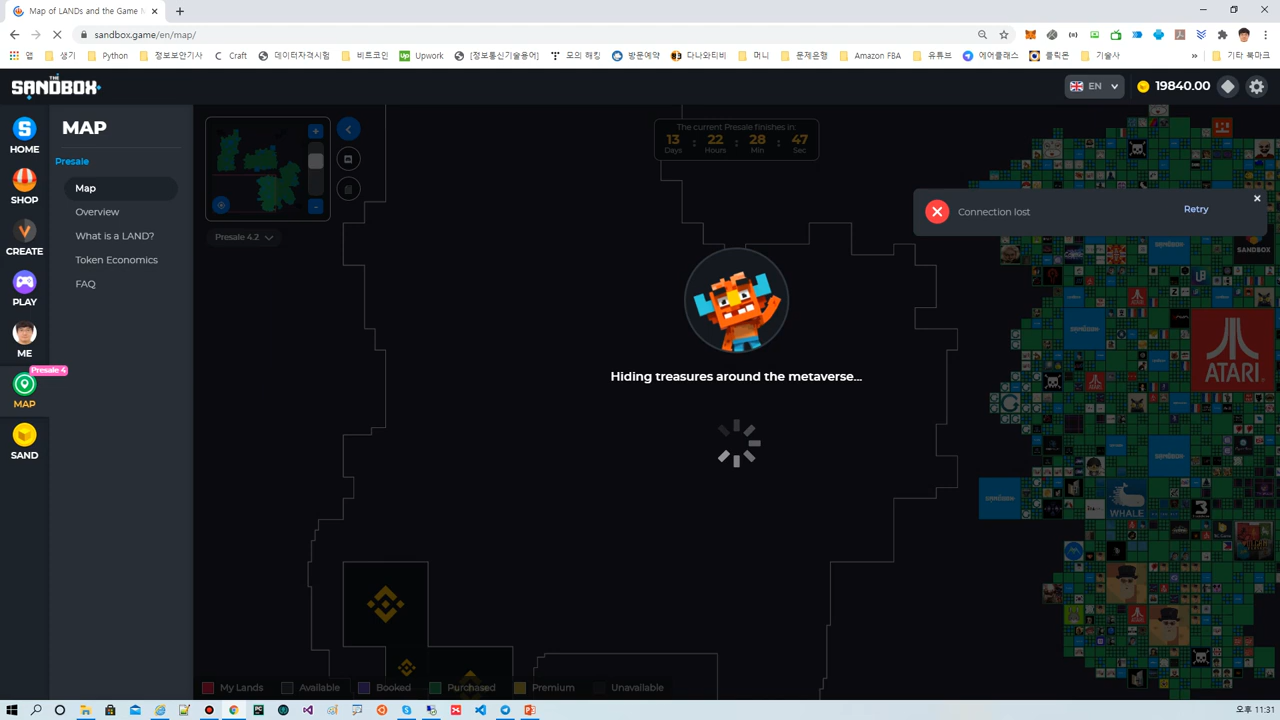 Map of LANDs and the Game M
sandbox.game/en/map/
앱
생기
Python
정보보안기사
Craft
데이터자격시험
비트코인
Upwork
[정보통신기술용어]
모의 해킹
방문예약
다나와티비
머니
문제은행
Amazon FBA
유튜브
에어클래스
클릭몬
기술사
»
기타 북마크
THE SANDBOX
EN
19840.00
HOME
SHOP
CREATE
PLAY
ME
Presale 4
MAP
SAND
MAP
Presale
Map
Overview
What is a LAND?
Token Economics
FAQ
Presale 4.2
The current Presale finishes in:
13 : 22 : 28 : 47
Days Hours Min Sec
Connection lost
Retry
Hiding treasures around the metaverse...
SANDBOX
ATARI
WHALE
My Lands
Available
Booked
Purchased
Premium
Unavailable
오후 11:31